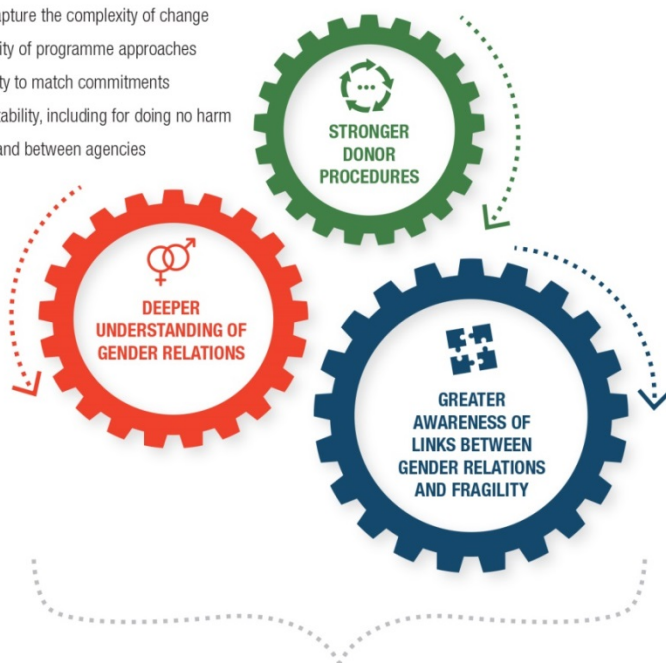 apture the complexity of change
ity of programme approaches
ty to match commitments
tability, including for doing no harm
and between agencies
STRONGER
DONOR
PROCEDURES
DEEPER
UNDERSTANDING OF
GENDER RELATIONS
GREATER
AWARENESS OF
LINKS BETWEEN
GENDER RELATIONS
AND FRAGILITY